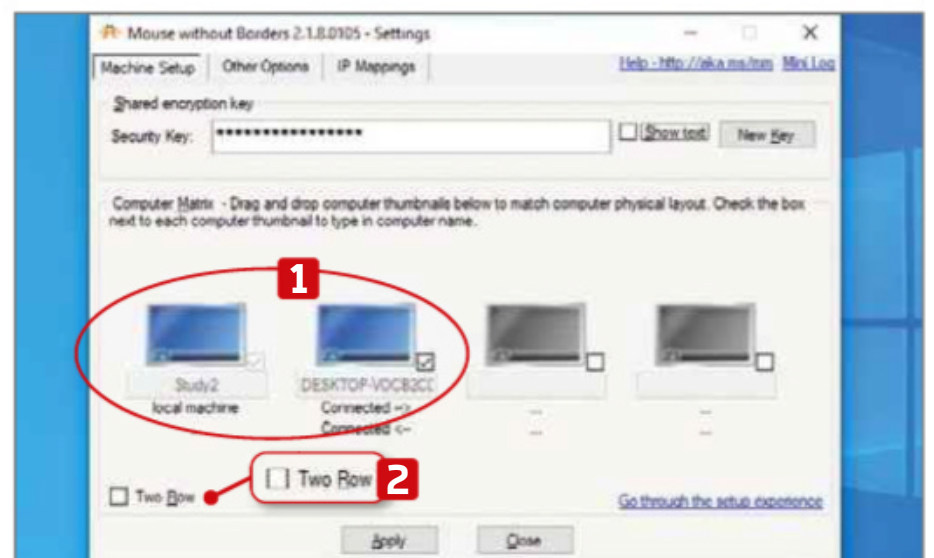 Mouse without Borders 2.1.8.0105 - Settings
Machine Setup Other Options IP Mappings Help - http://aka.ms/mm Mini Log
Shared encryption key
Security Key: **************** Show text New Key
Computer Matrix - Drag and drop computer thumbnails below to match computer physical layout. Check the box
next to each computer thumbnail to type in computer name.
1
Study2
local machine
Connected -->
Connected <--
... ...
... ...
Two Row
Two Row 2
Go through the setup experience
Apply Close